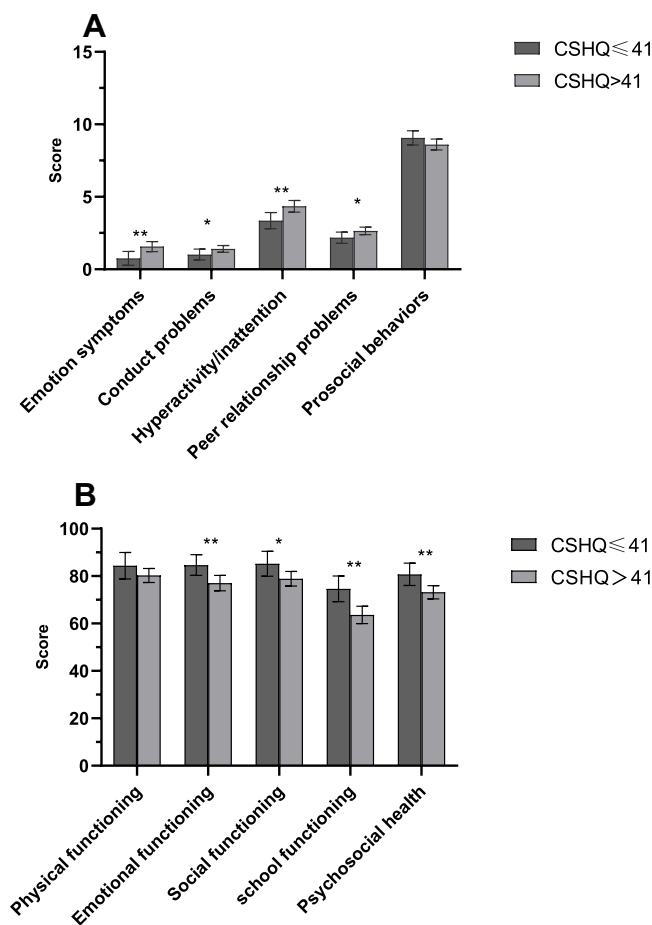 A
CSHQ≤41
CSHQ>41
15
10
5
0
Score
**
*
**
*
Emotion symptoms
Conduct problems
Hyperactivity/inattention
Peer relationship problems
Prosocial behaviors
B
CSHQ≤41
CSHQ＞41
100
80
60
40
20
0
Score
**
*
**
**
Physical functioning
Emotional functioning
Social functioning
school functioning
Psychosocial health